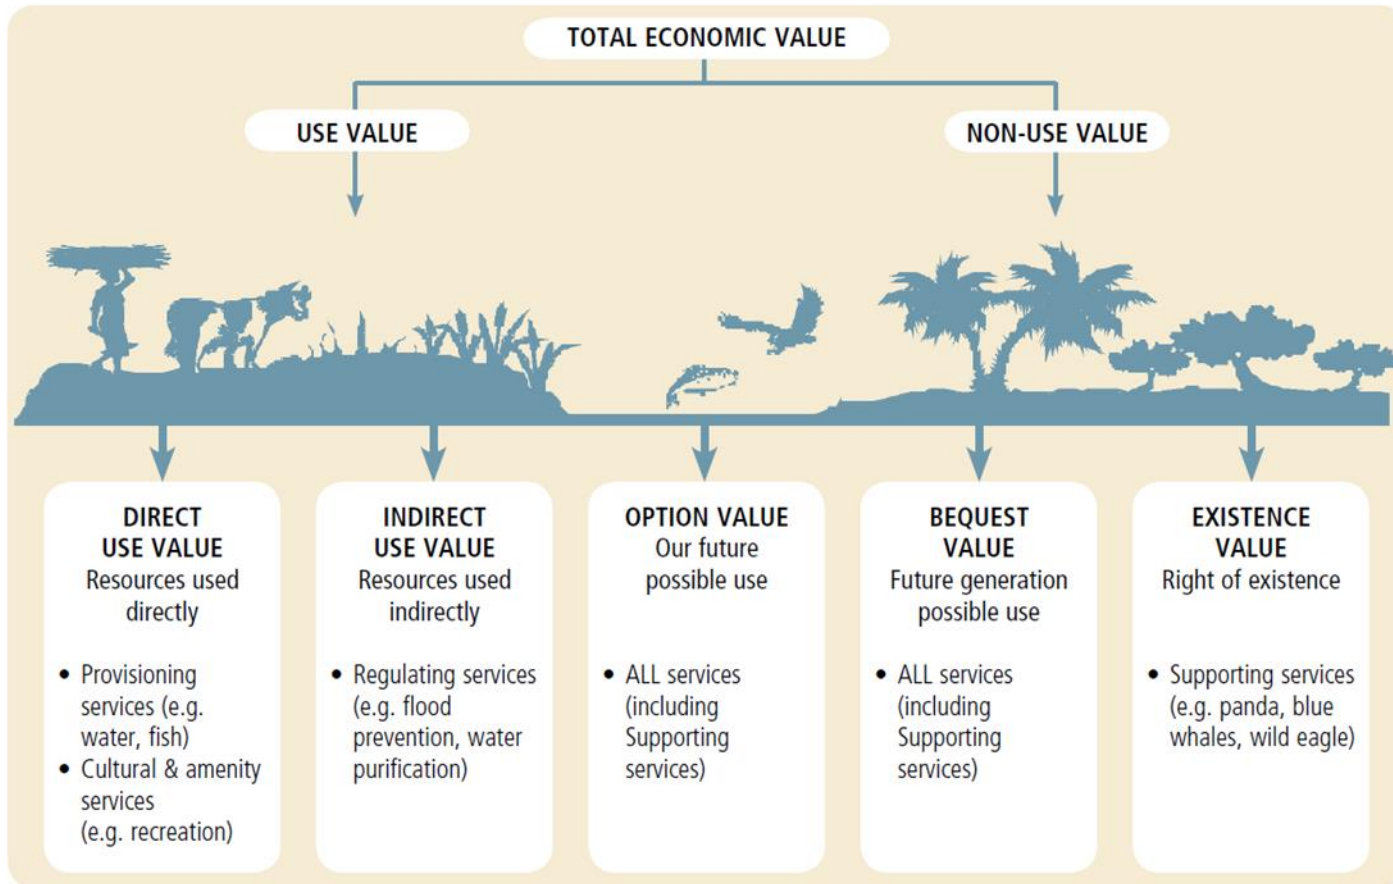 TOTAL ECONOMIC VALUE
USE VALUE
NON-USE VALUE
DIRECT
USE VALUE
Resources used
directly
• Provisioning
services (e.g.
water, fish)
• Cultural & amenity
services
(e.g. recreation)
INDIRECT
USE VALUE
Resources used
indirectly
• Regulating services
(e.g. flood
prevention, water
purification)
OPTION VALUE
Our future
possible use
• ALL services
(including
Supporting
services)
BEQUEST
VALUE
Future generation
possible use
• ALL services
(including
Supporting
services)
EXISTENCE
VALUE
Right of existence
• Supporting services
(e.g. panda, blue
whales, wild eagle)